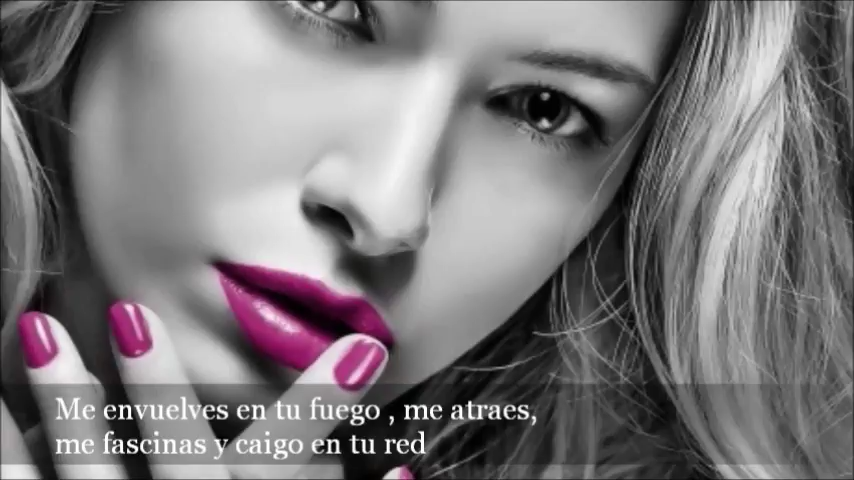 Me envuelves en tu fuego , me atraes,
me fascinas y caigo en tu red